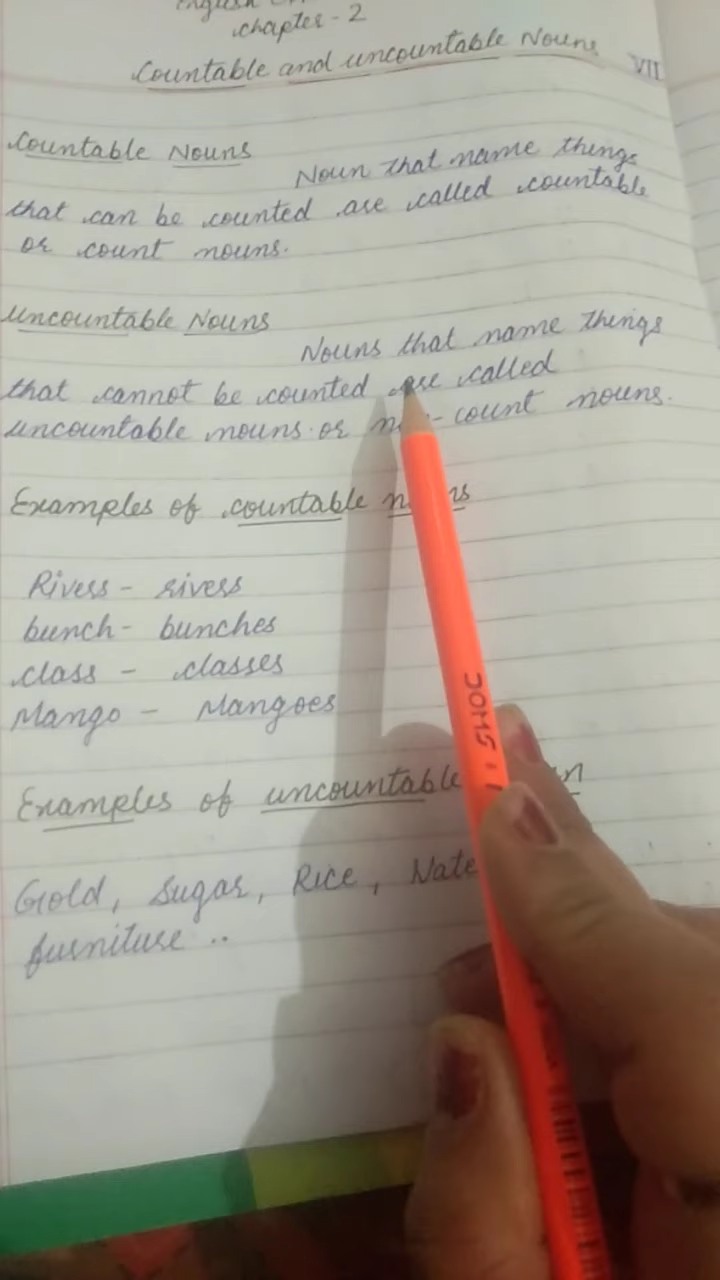 English
chapter - 2
Countable and uncountable Nouns
VII
Countable Nouns
Noun that name things
that can be counted are called countable
or count nouns.
Uncountable Nouns
Nouns that name things
that cannot be counted are called
uncountable nouns or - count nouns.
Examples of countable
Rivers - rivers
bunch - bunches
class - classes
Mango - Mangoes
Examples of uncountable
Gold, Sugar, Rice,
furniture ..